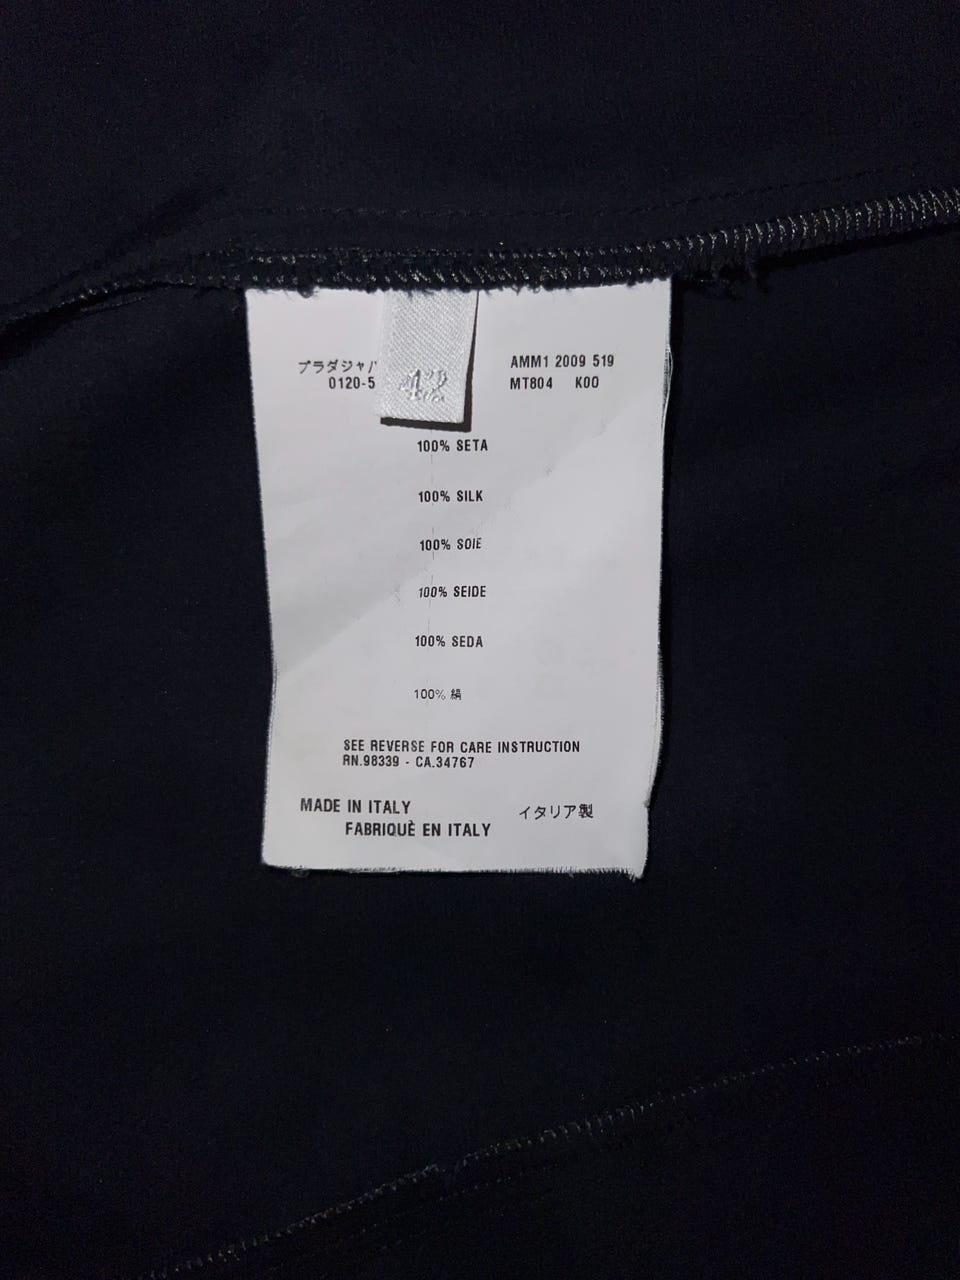 プラダジャパ
0120-5
42
AMM1 2009 519
MT804 K00
100% SETA
100% SILK
100% SOIE
100% SEIDE
100% SEDA
100% 絹
SEE REVERSE FOR CARE INSTRUCTION
RN.98339 - CA.34767
MADE IN ITALY
FABRIQUÈ EN ITALY
イタリア製